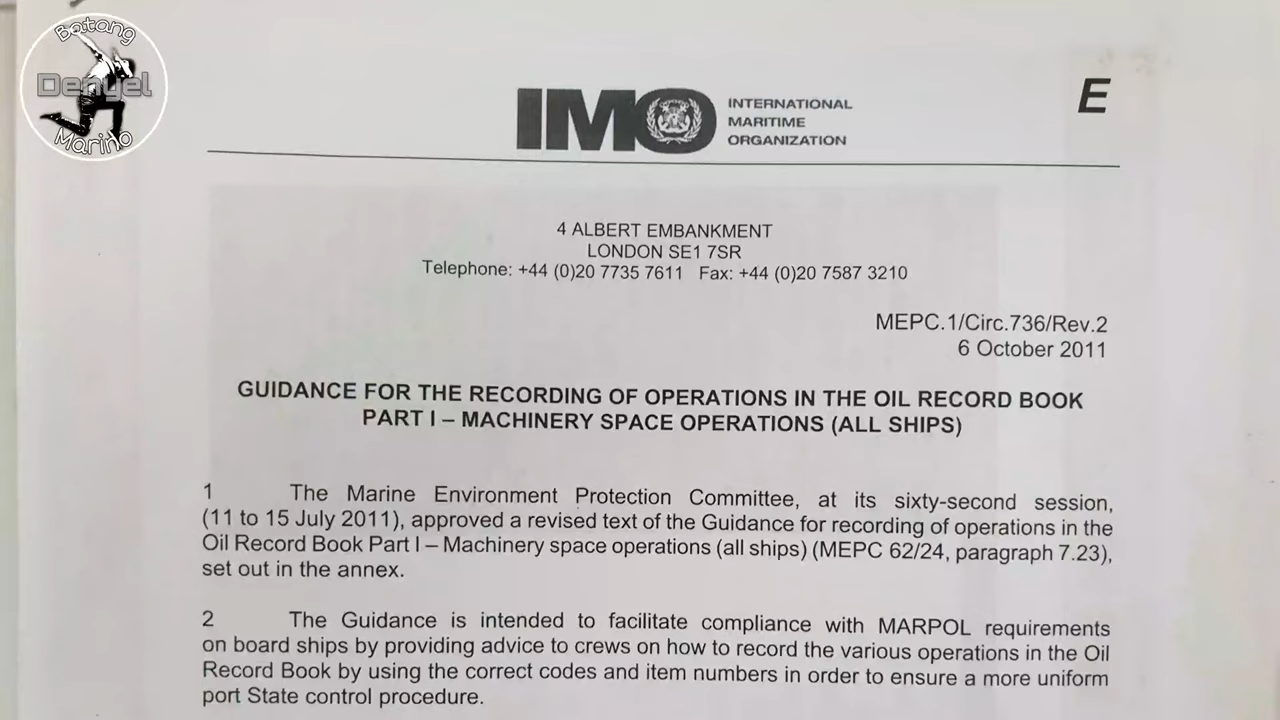 Batang
Denyel
Marino
IMO
INTERNATIONAL
MARITIME
ORGANIZATION
E
4 ALBERT EMBANKMENT
LONDON SE1 7SR
Telephone: +44 (0)20 7735 7611 Fax: +44 (0)20 7587 3210
MEPC.1/Circ.736/Rev.2
6 October 2011
GUIDANCE FOR THE RECORDING OF OPERATIONS IN THE OIL RECORD BOOK
PART I – MACHINERY SPACE OPERATIONS (ALL SHIPS)
1 The Marine Environment Protection Committee, at its sixty-second session,
(11 to 15 July 2011), approved a revised text of the Guidance for recording of operations in the
Oil Record Book Part I – Machinery space operations (all ships) (MEPC 62/24, paragraph 7.23),
set out in the annex.
2 The Guidance is intended to facilitate compliance with MARPOL requirements
on board ships by providing advice to crews on how to record the various operations in the Oil
Record Book by using the correct codes and item numbers in order to ensure a more uniform
port State control procedure.